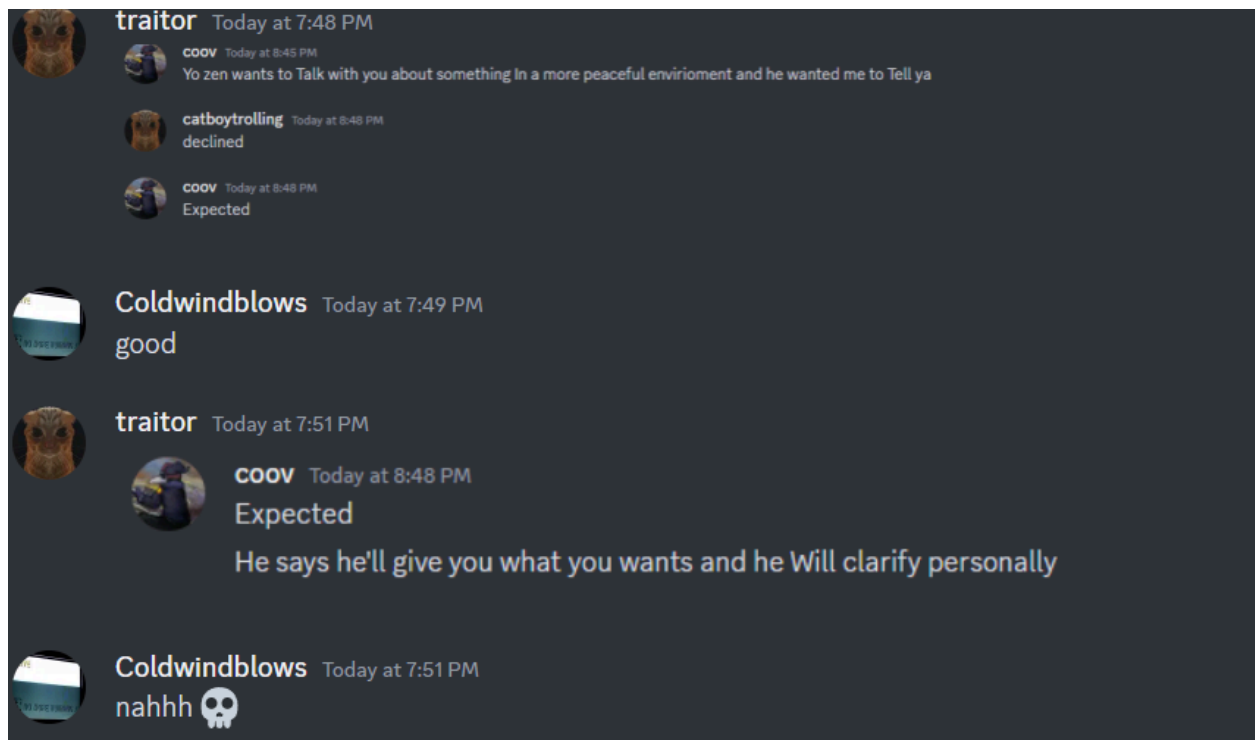 traitor Today at 7:48 PM
coov Today at 8:45 PM
Yo zen wants to Talk with you about something In a more peaceful envirioment and he wanted me to Tell ya
catboytrolling Today at 8:48 PM
declined
coov Today at 8:48 PM
Expected
Coldwindblows Today at 7:49 PM
good
traitor Today at 7:51 PM
coov Today at 8:48 PM
Expected
He says he'll give you what you wants and he Will clarify personally
Coldwindblows Today at 7:51 PM
nahhh 💀